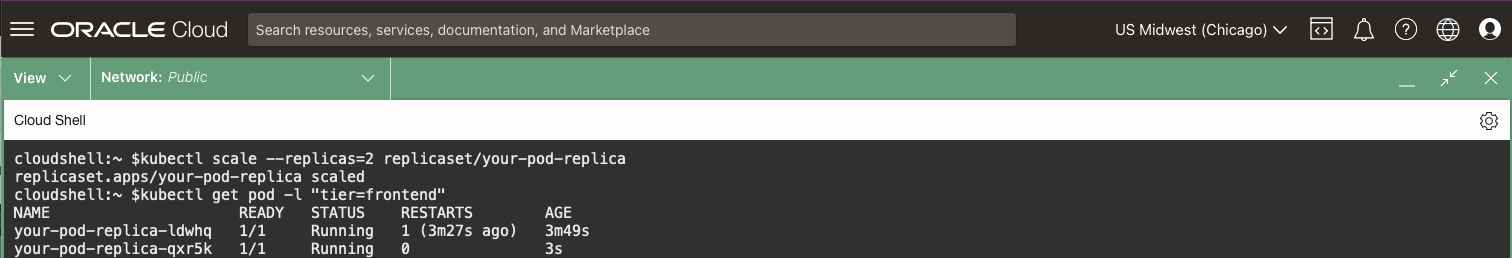 ORACLE Cloud Search resources, services, documentation, and Marketplace US Midwest (Chicago)
View Network: Public
Cloud Shell
cloudshell:~ $kubectl scale --replicas=2 replicaset/your-pod-replica
replicaset.apps/your-pod-replica scaled
cloudshell:~ $kubectl get pod -l "tier=frontend"
NAME READY STATUS RESTARTS AGE
your-pod-replica-ldwhq 1/1 Running 1 (3m27s ago) 3m49s
your-pod-replica-qxr5k 1/1 Running 0 3s